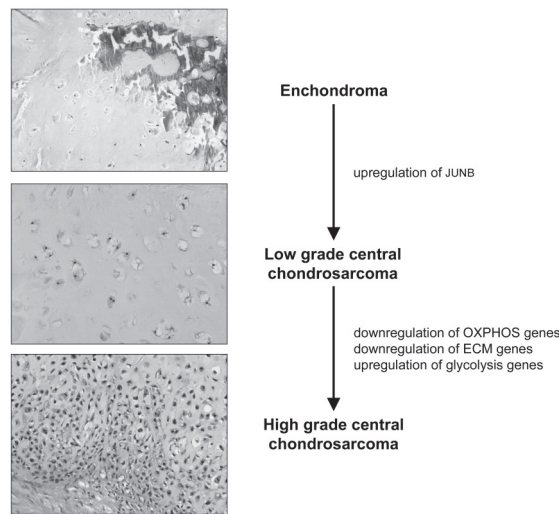 Enchondroma
upregulation of JUNB
Low grade central
chondrosarcoma
downregulation of OXPHOS genes
downregulation of ECM genes
upregulation of glycolysis genes
High grade central
chondrosarcoma